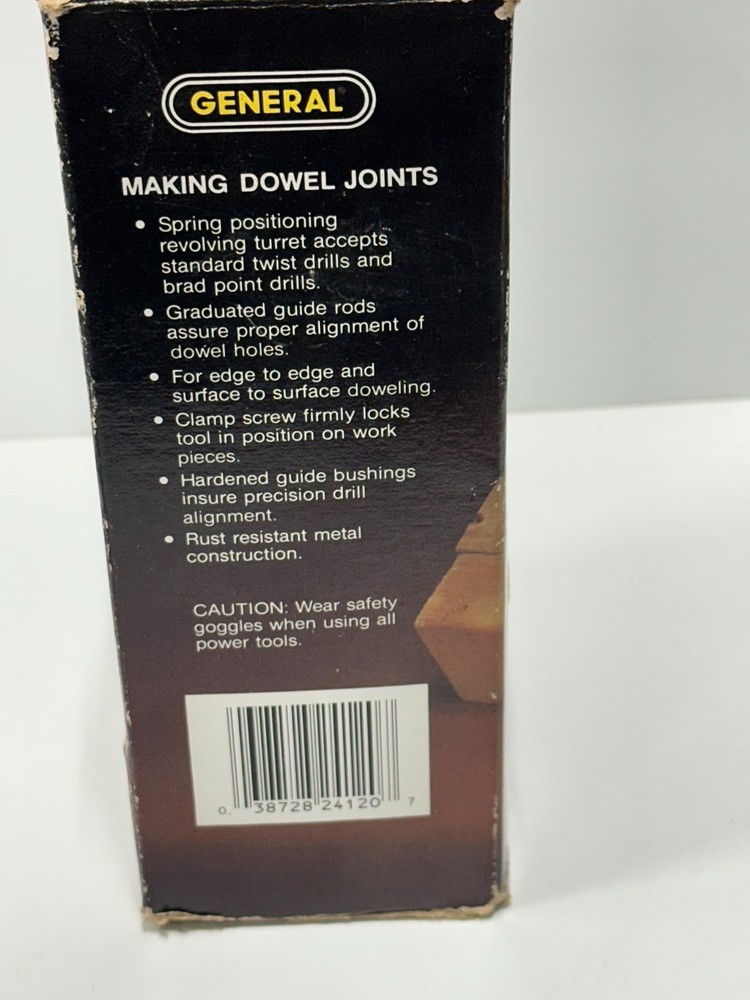 GENERAL
MAKING DOWEL JOINTS
• Spring positioning
revolving turret accepts
standard twist drills and
brad point drills.
• Graduated guide rods
assure proper alignment of
dowel holes.
• For edge to edge and
surface to surface doweling.
• Clamp screw firmly locks
tool in position on work
pieces.
• Hardened guide bushings
insure precision drill
alignment.
• Rust resistant metal
construction.
CAUTION: Wear safety
goggles when using all
power tools.
0 38728 24120 7